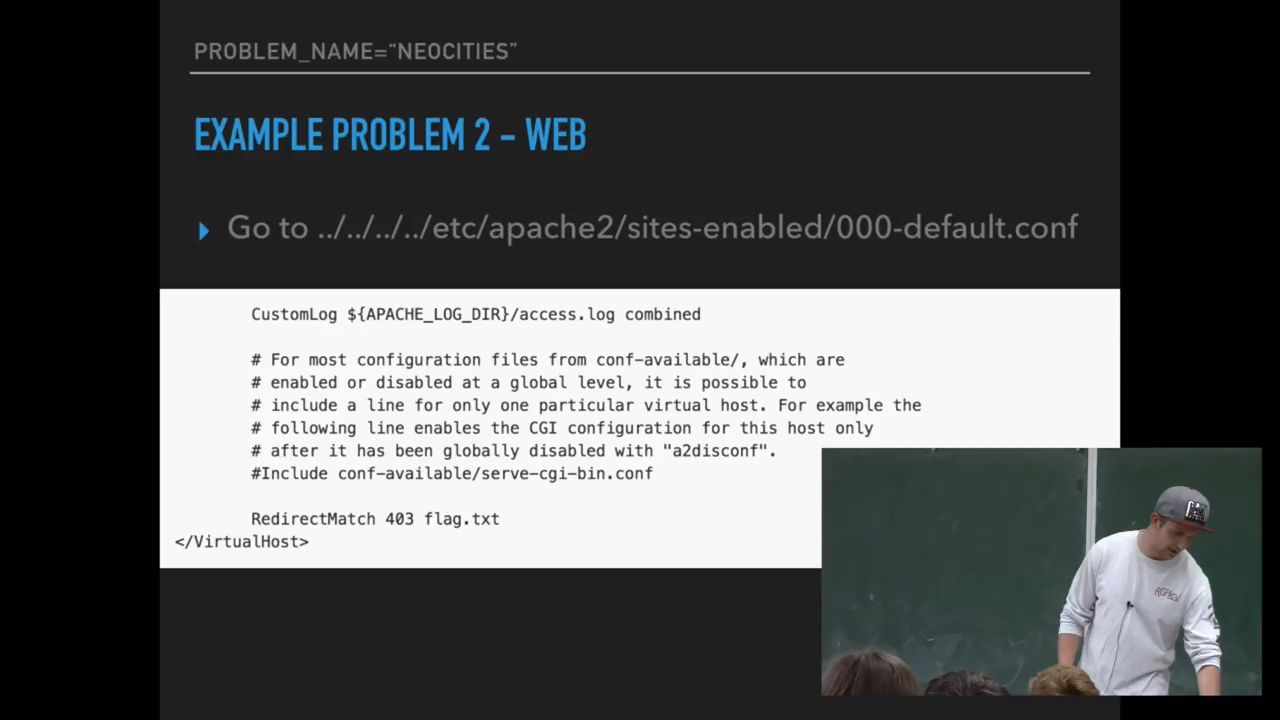 PROBLEM_NAME=“NEOCITIES”
EXAMPLE PROBLEM 2 - WEB
Go to ../../../../etc/apache2/sites-enabled/000-default.conf
CustomLog ${APACHE_LOG_DIR}/access.log combined
# For most configuration files from conf-available/, which are
# enabled or disabled at a global level, it is possible to
# include a line for only one particular virtual host. For example the
# following line enables the CGI configuration for this host only
# after it has been globally disabled with "a2disconf".
#Include conf-available/serve-cgi-bin.conf
RedirectMatch 403 flag.txt
</VirtualHost>